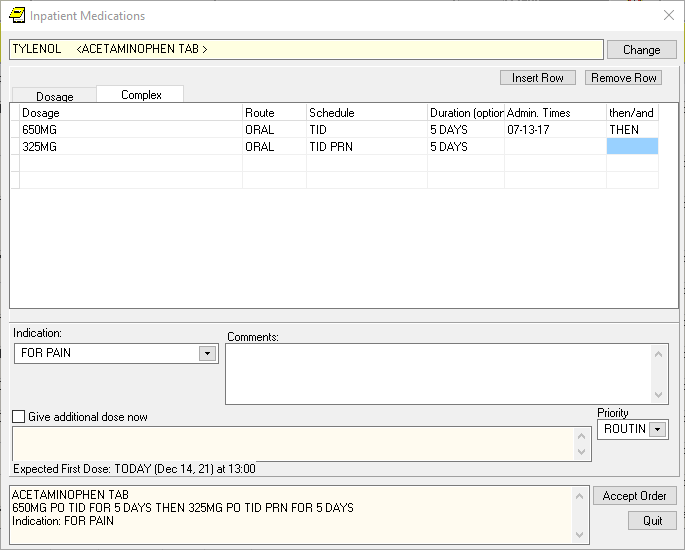 Inpatient Medications
TYLENOL <ACETAMINOPHEN TAB >
Change
Insert Row
Remove Row
Dosage
Complex
Dosage Route Schedule Duration (option Admin. Times then/and
650MG ORAL TID 5 DAYS 07-13-17 THEN
325MG ORAL TID PRN 5 DAYS
Indication:
Comments:
FOR PAIN
Give additional dose now
Priority
ROUTIN
Expected First Dose: TODAY (Dec 14, 21) at 13:00
ACETAMINOPHEN TAB
650MG PO TID FOR 5 DAYS THEN 325MG PO TID PRN FOR 5 DAYS
Indication: FOR PAIN
Accept Order
Quit